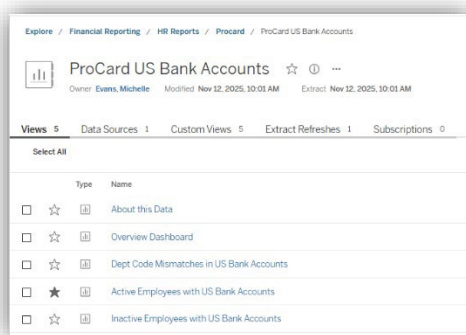 Explore / Financial Reporting / HR Reports / Procard / ProCard US Bank Accounts
ProCard US Bank Accounts
Owner Evans, Michelle Modified Nov 12, 2025, 10:01 AM Extract Nov 12, 2025, 10:01 AM
Views 5 Data Sources 1 Custom Views 5 Extract Refreshes 1 Subscriptions 0
Select All
Type Name
About this Data
Overview Dashboard
Dept Code Mismatches in US Bank Accounts
Active Employees with US Bank Accounts
Inactive Employees with US Bank Accounts